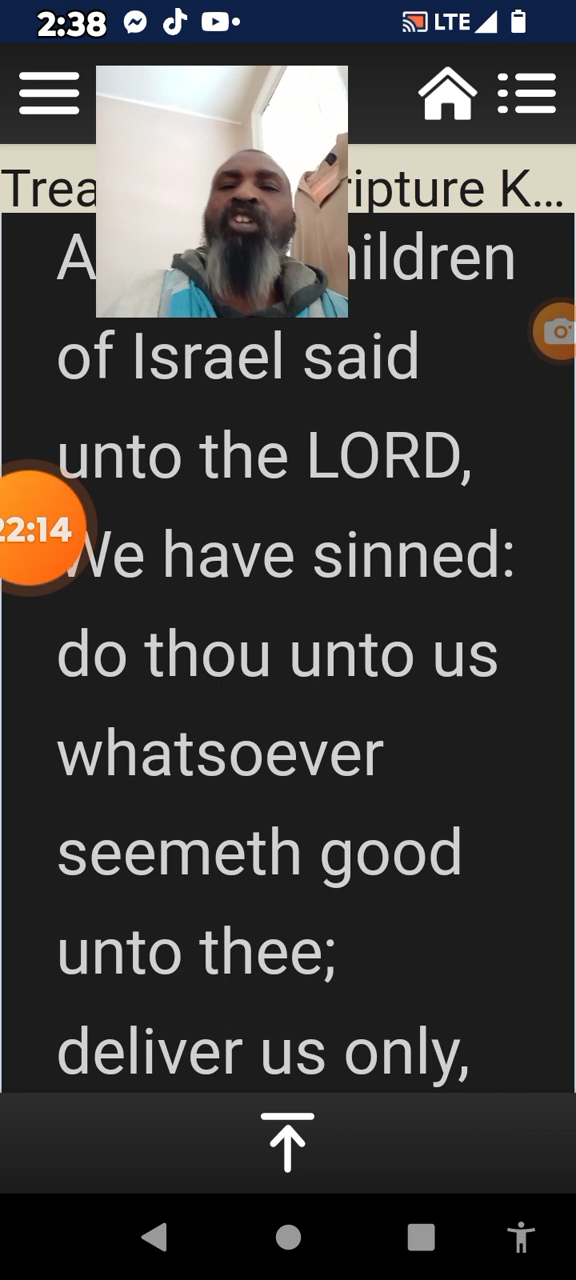 2:38 LTE
Trea ripture K...
A hildren
of Israel said
22:14
unto the LORD,
We have sinned:
do thou unto us
whatsoever
seemeth good
unto thee;
deliver us only,